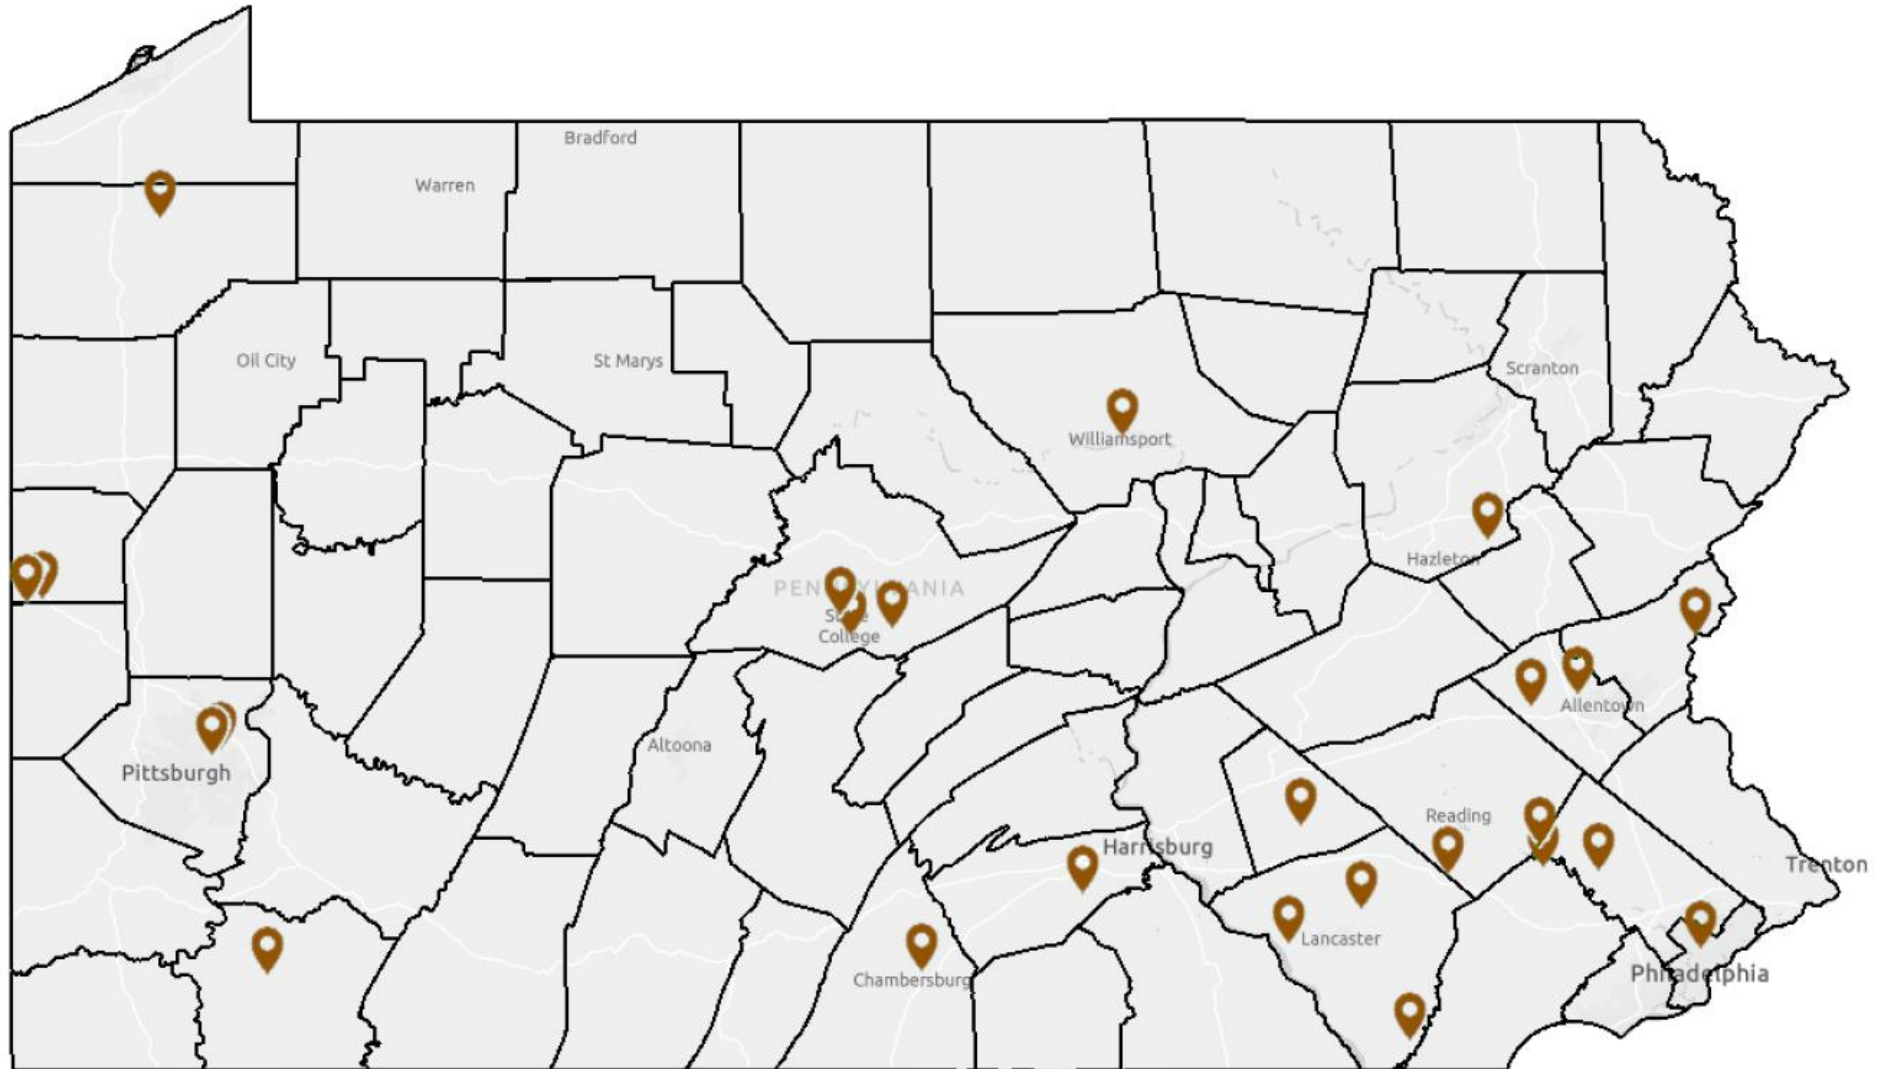 Bradford
Warren
Oil City
St Marys
Scranton
Williamsport
Hazleton
PENNSYLVANIA
State
College
Allentown
Altoona
Pittsburgh
Reading
Harrisburg
Trenton
Lancaster
Chambersburg
Philadelphia